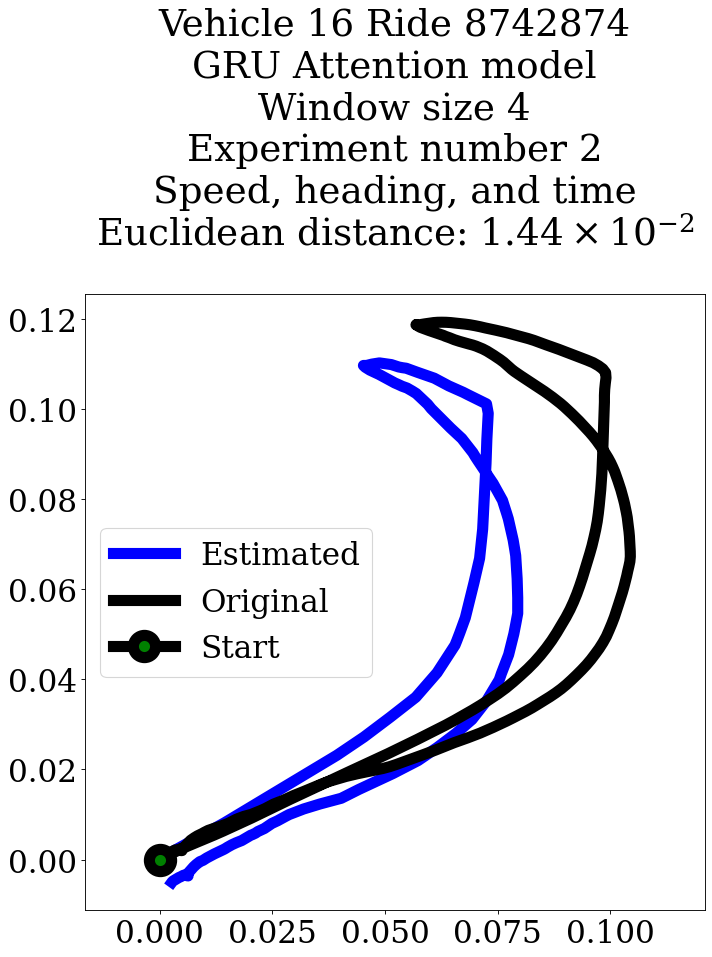 Vehicle 16 Ride 8742874
GRU Attention model
Window size 4
Experiment number 2
Speed, heading, and time
Euclidean distance: 1.44 × 10⁻²
0.12
0.10
0.08
0.06
0.04
0.02
0.00
Estimated
Original
Start
0.000 0.025 0.050 0.075 0.100